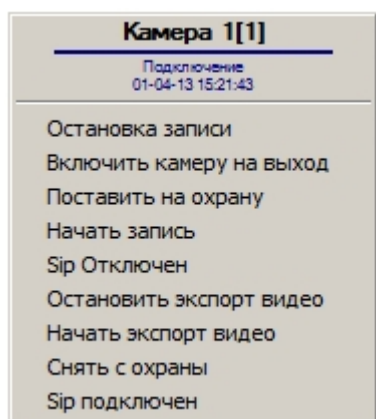 Камера 1[1]
Подключение
01-04-13 15:21:43
Остановка записи
Включить камеру на выход
Поставить на охрану
Начать запись
Sip Отключен
Остановить экспорт видео
Начать экспорт видео
Снять с охраны
Sip подключен